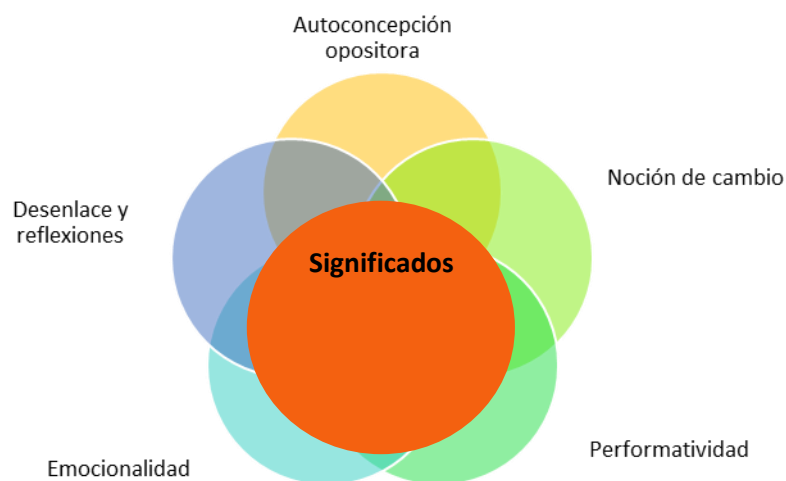 Autoconcepción
opositora
Noción de cambio
Desenlace y
reflexiones
Significados
Performatividad
Emocionalidad